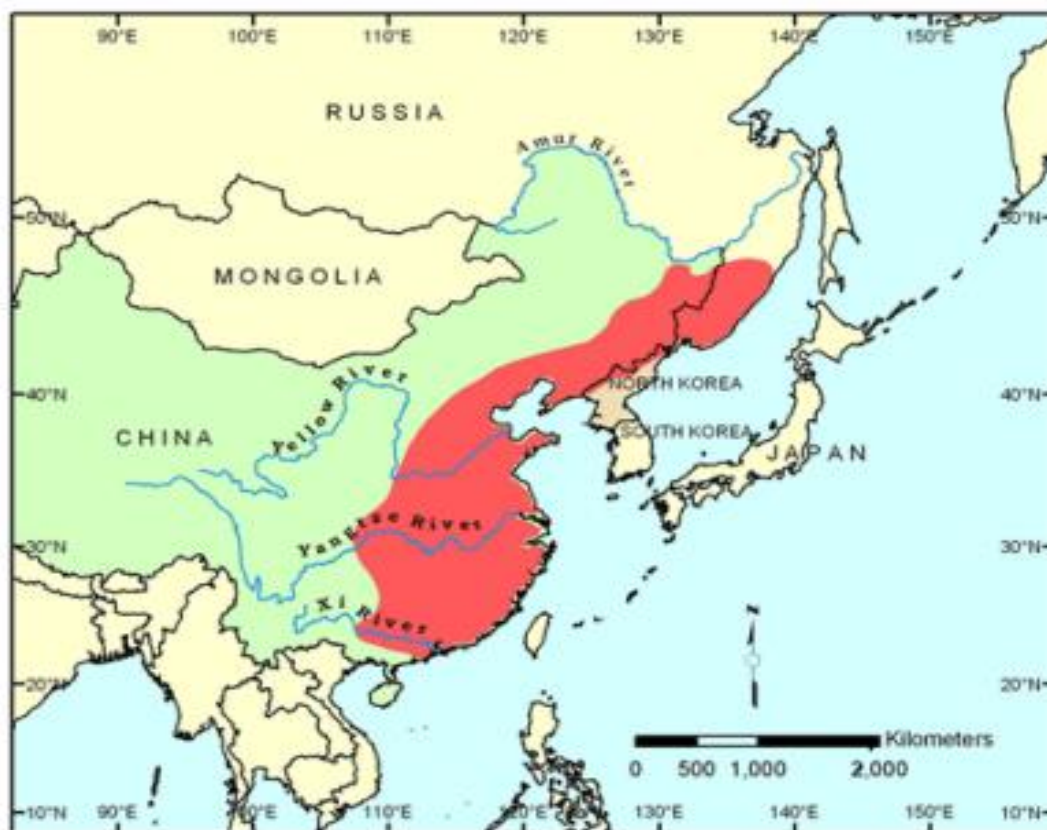 90°E 100°E 110°E 120°E 130°E 140°E 150°E
RUSSIA
Amur River
50°N 50°N
MONGOLIA
40°N 40°N
NORTH KOREA
Yellow River
CHINA
SOUTH KOREA
JAPAN
Yangtze River
30°N 30°N
Xi River
N
20°N 20°N
Kilometers
0 500 1,000 2,000
10°N 90°E 100°E 110°E 120°E 130°E 140°E 150°E 10°N